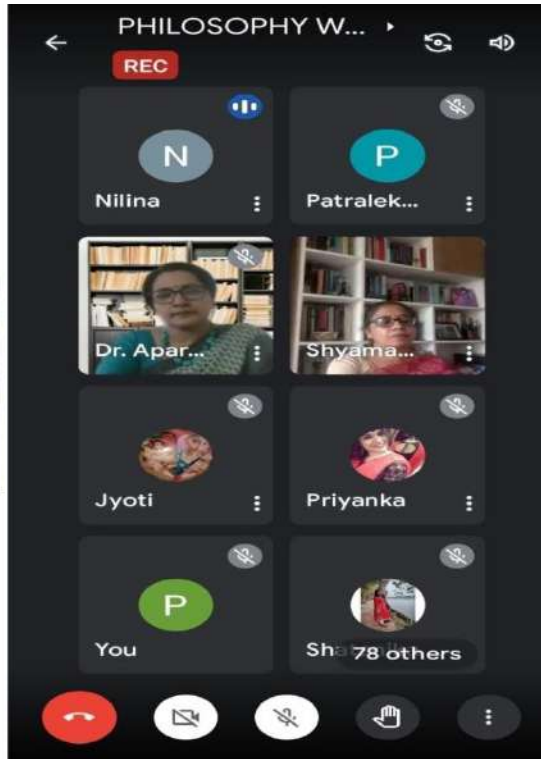 PHILOSOPHY W...
REC
N
P
Nilina
Patralek...
Dr. Apar...
Shyama...
Jyoti
Priyanka
P
You
78 others